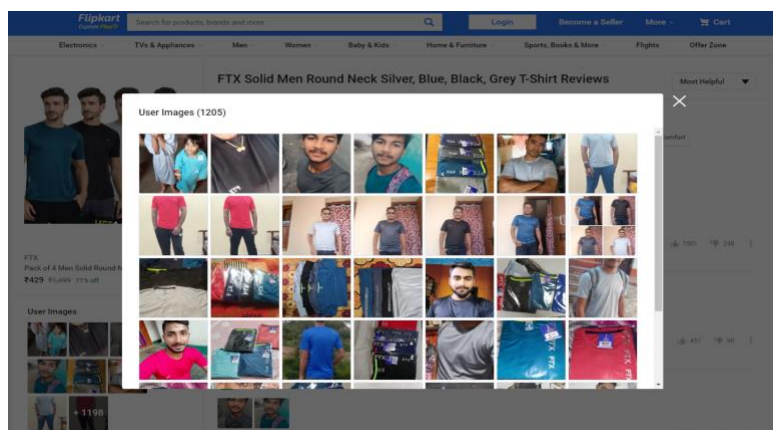 Flipkart
Explore Plus
Search for products, brands and more
Login
Become a Seller
More
Cart
Electronics
TVs & Appliances
Men
Women
Baby & Kids
Home & Furniture
Sports, Books & More
Flights
Offer Zone
FTX Solid Men Round Neck Silver, Blue, Black, Grey T-Shirt Reviews
Most Helpful
User Images (1205)
FTX
Pack of 4 Men Solid Round N
₹429
User Images
+ 1198
FTX
FTX